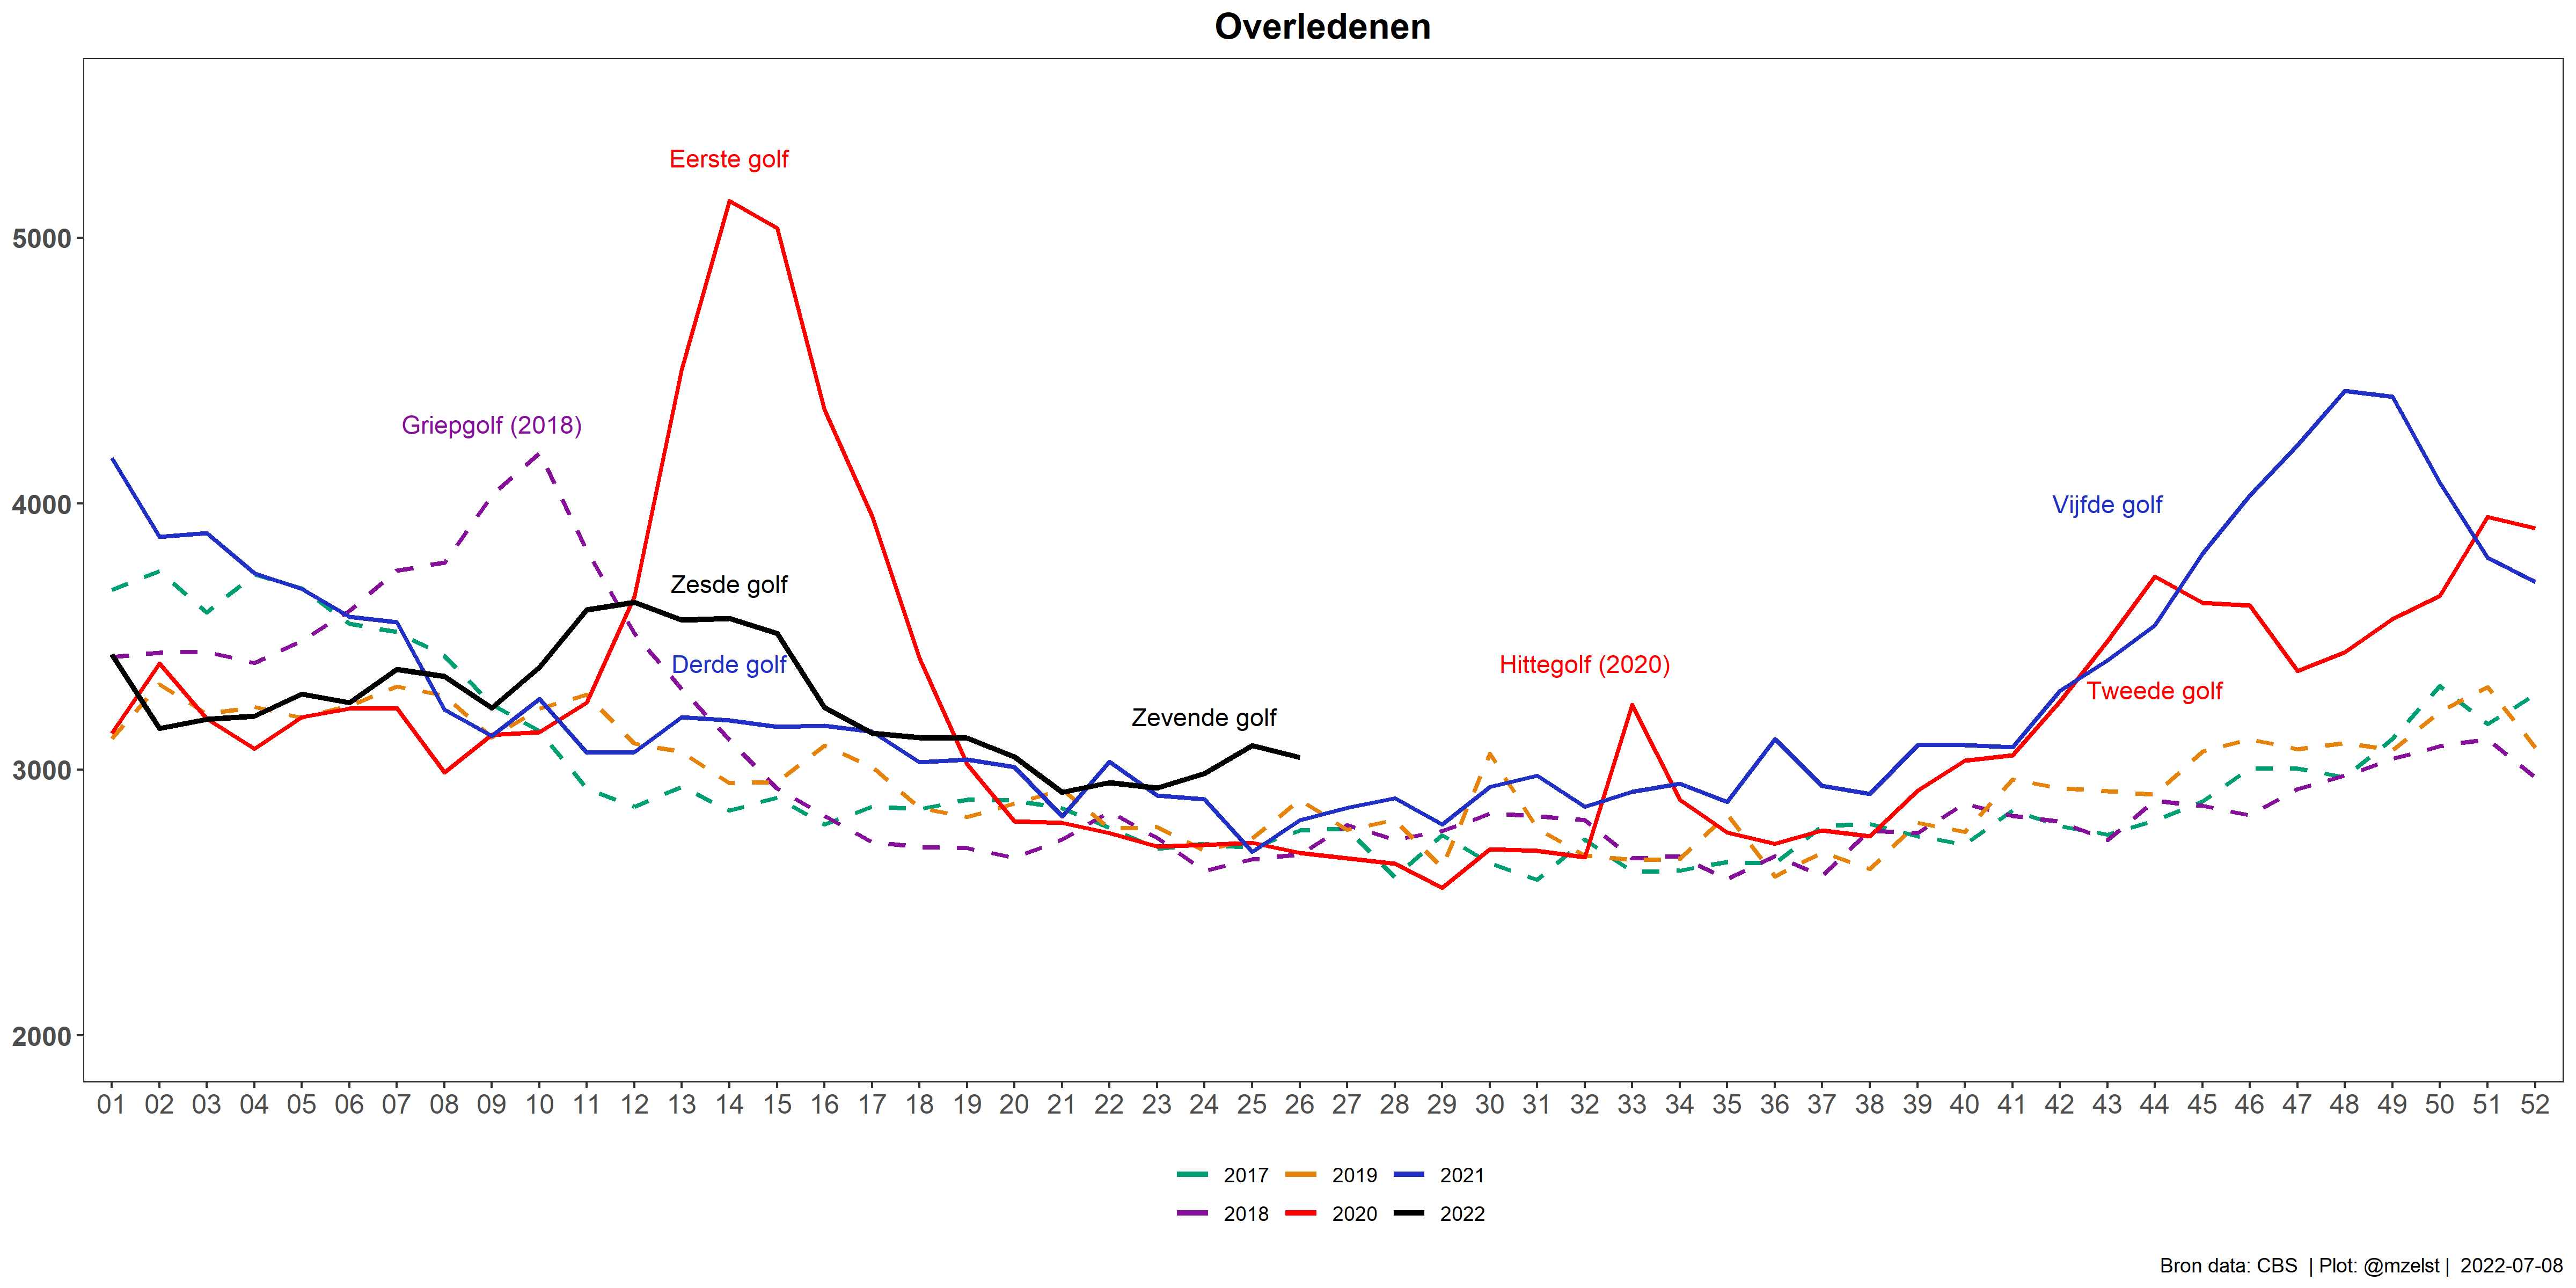 Overledenen
Eerste golf
5000
Griepgolf (2018)
4000
Vijfde golf
Zesde golf
Derde golf
Hittegolf (2020)
Tweede golf
Zevende golf
3000
2000
01 02 03 04 05 06 07 08 09 10 11 12 13 14 15 16 17 18 19 20 21 22 23 24 25 26 27 28 29 30 31 32 33 34 35 36 37 38 39 40 41 42 43 44 45 46 47 48 49 50 51 52
2017 2019 2021
2018 2020 2022
Bron data: CBS | Plot: @mzelst | 2022-07-08